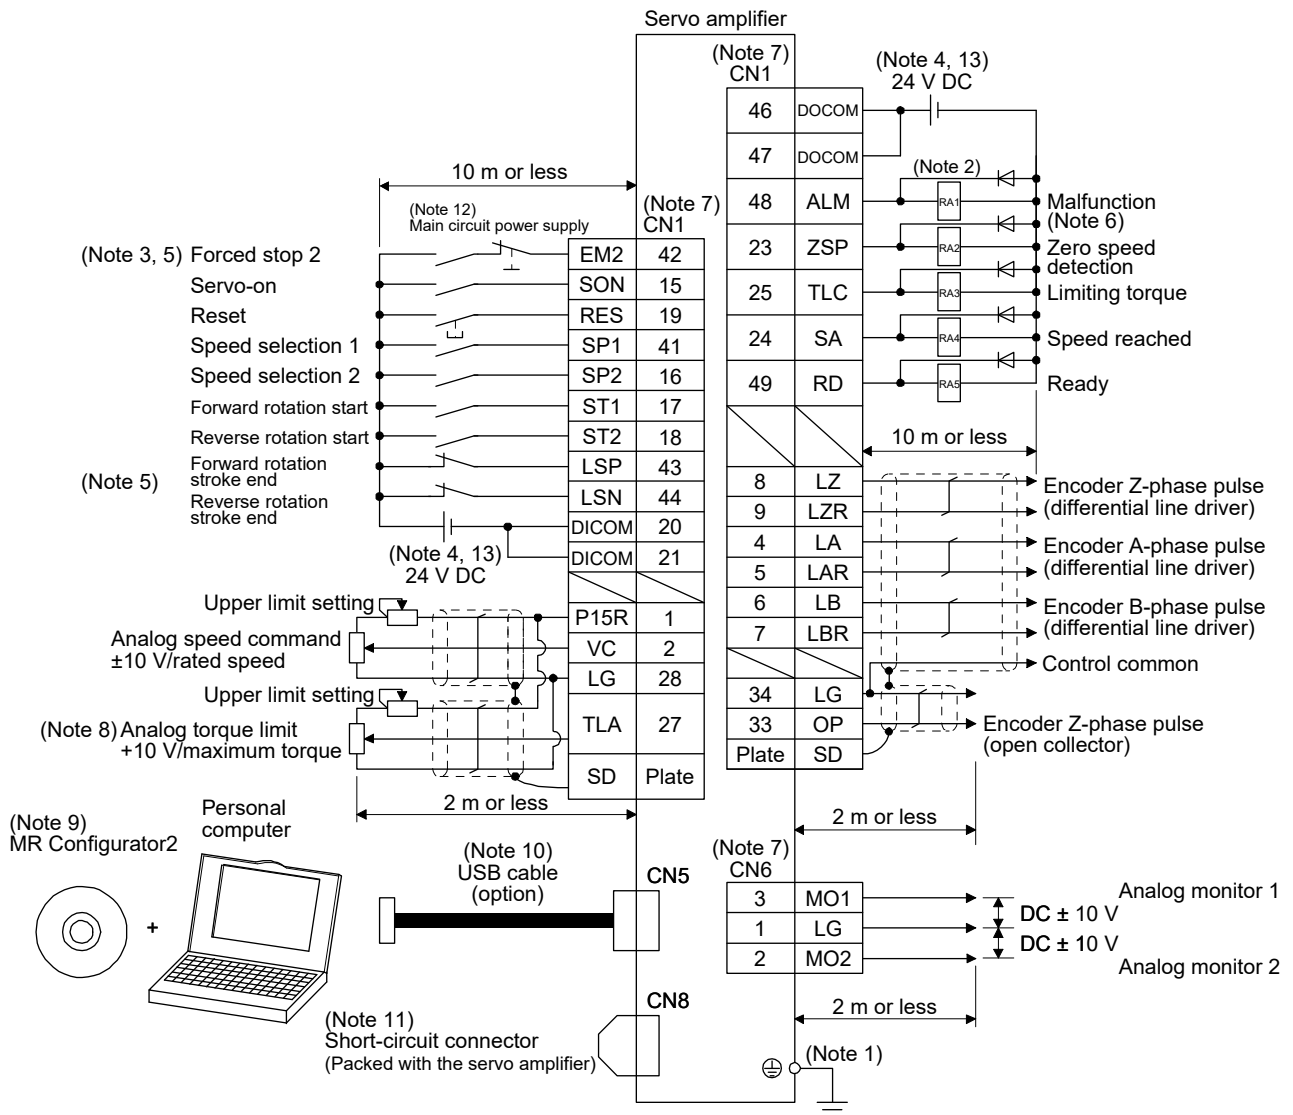 Servo amplifier
(Note 7)
CN1
(Note 4, 13)
24 V DC
46 DOCOM
47 DOCOM
(Note 2)
48 ALM RA1 Malfunction
(Note 6)
23 ZSP RA2 Zero speed
detection
25 TLC RA3 Limiting torque
24 SA RA4 Speed reached
49 RD RA5 Ready
10 m or less
8 LZ Encoder Z-phase pulse
9 LZR (differential line driver)
4 LA Encoder A-phase pulse
5 LAR (differential line driver)
6 LB Encoder B-phase pulse
7 LBR (differential line driver)
Control common
34 LG
33 OP Encoder Z-phase pulse
(open collector)
Plate SD
2 m or less
10 m or less
(Note 7)
CN1
(Note 12)
Main circuit power supply
(Note 3, 5) Forced stop 2 EM2 42
Servo-on SON 15
Reset RES 19
Speed selection 1 SP1 41
Speed selection 2 SP2 16
Forward rotation start ST1 17
Reverse rotation start ST2 18
(Note 5)
Forward rotation
stroke end LSP 43
Reverse rotation
stroke end LSN 44
DICOM 20
DICOM 21
(Note 4, 13)
24 V DC
Upper limit setting P15R 1
Analog speed command
±10 V/rated speed VC 2
LG 28
Upper limit setting
(Note 8) Analog torque limit
+10 V/maximum torque TLA 27
SD Plate
2 m or less
(Note 9)
MR Configurator2
+
Personal
computer
(Note 10)
USB cable
(option)
CN5
(Note 7)
CN6
3 MO1 Analog monitor 1
DC ± 10 V
1 LG
DC ± 10 V
2 MO2 Analog monitor 2
2 m or less
CN8
(Note 11)
Short-circuit connector
(Packed with the servo amplifier)
(Note 1)